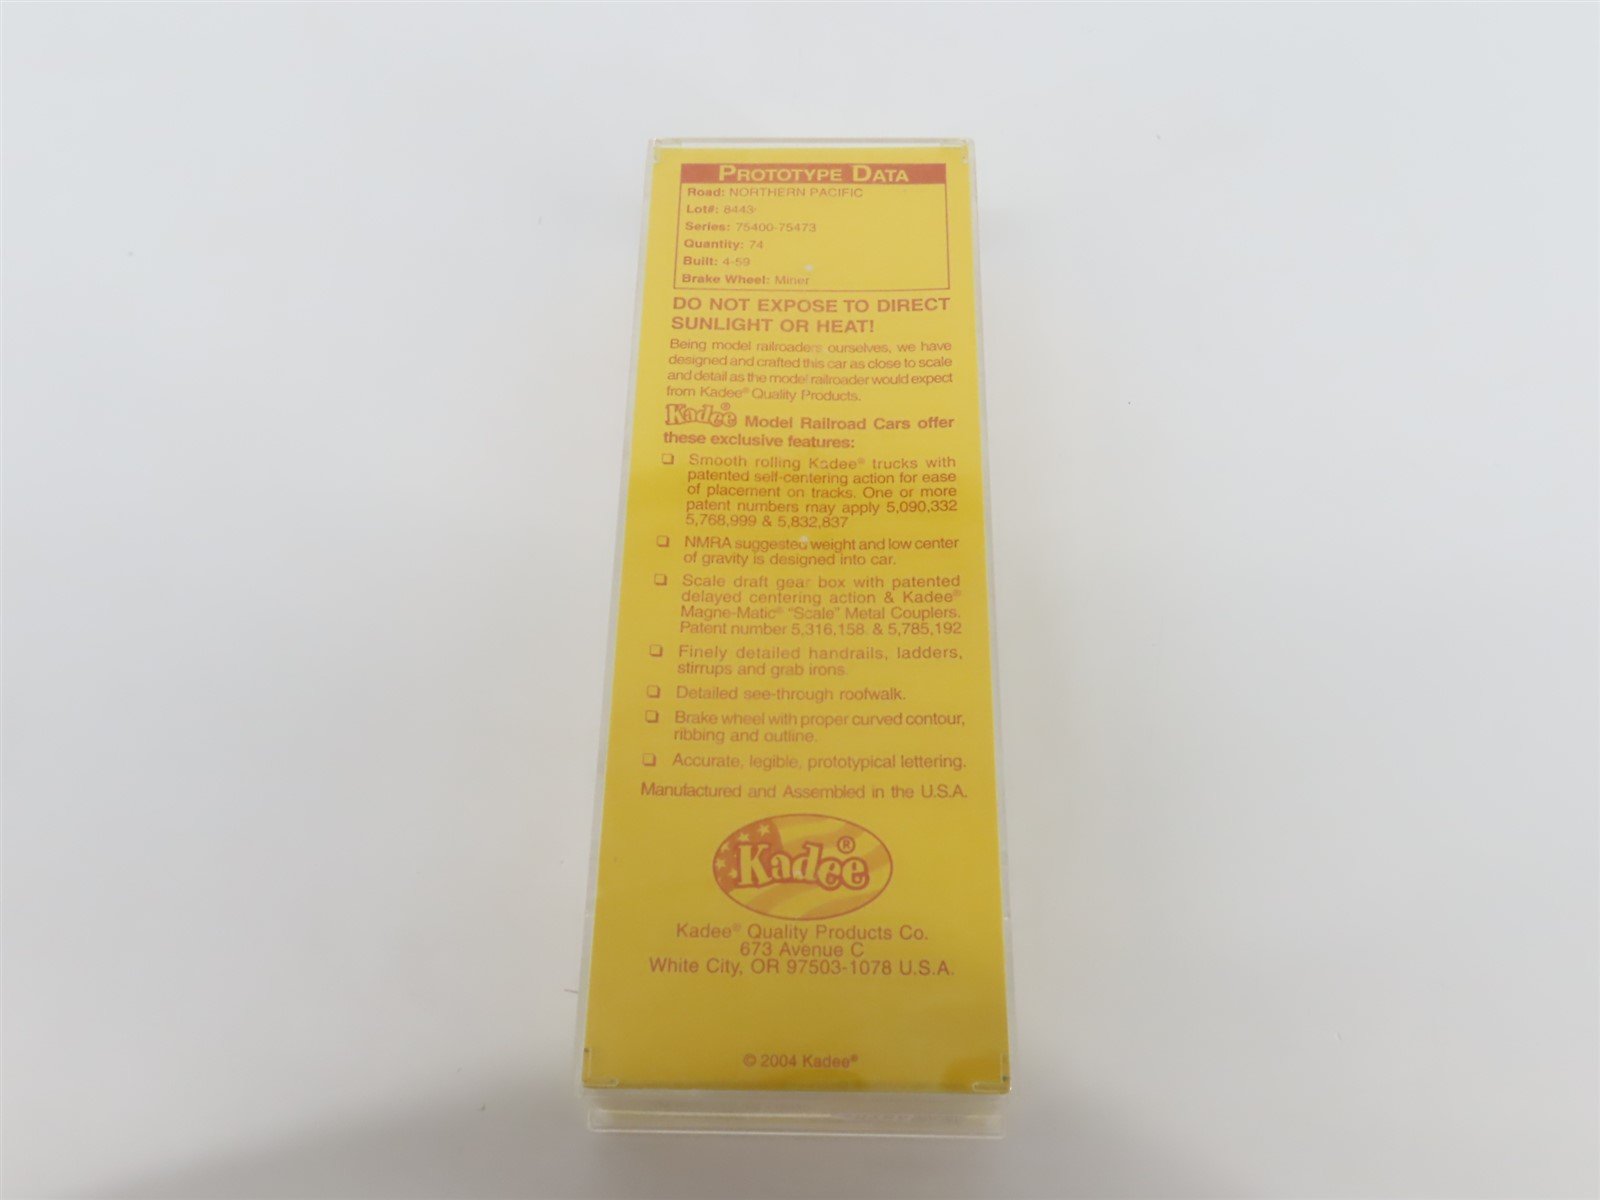 PROTOTYPE DATA
Road: NORTHERN PACIFIC
Lot#: 8443
Series: 75400-75473
Quantity: 74
Built: 4-59
Brake Wheel: Miner
DO NOT EXPOSE TO DIRECT
SUNLIGHT OR HEAT!
Being model railroaders ourselves, we have
designed and crafted this car as close to scale
and detail as the model railroader would expect
from Kadee® Quality Products.
Kadee® Model Railroad Cars offer
these exclusive features:
❏ Smooth rolling Kadee® trucks with
patented self-centering action for ease
of placement on tracks. One or more
patent numbers may apply 5,090,332
5,768,999 & 5,832,837
❏ NMRA suggested weight and low center
of gravity is designed into car.
❏ Scale draft gear box with patented
delayed centering action & Kadee®
Magne-Matic® "Scale" Metal Couplers.
Patent number 5,316,158 & 5,785,192
❏ Finely detailed handrails, ladders,
stirrups and grab irons.
❏ Detailed see-through roofwalk.
❏ Brake wheel with proper curved contour,
ribbing and outline.
❏ Accurate, legible, prototypical lettering.
Manufactured and Assembled in the U.S.A.
Kadee®
Kadee® Quality Products Co.
673 Avenue C
White City, OR 97503-1078 U.S.A.
© 2004 Kadee®